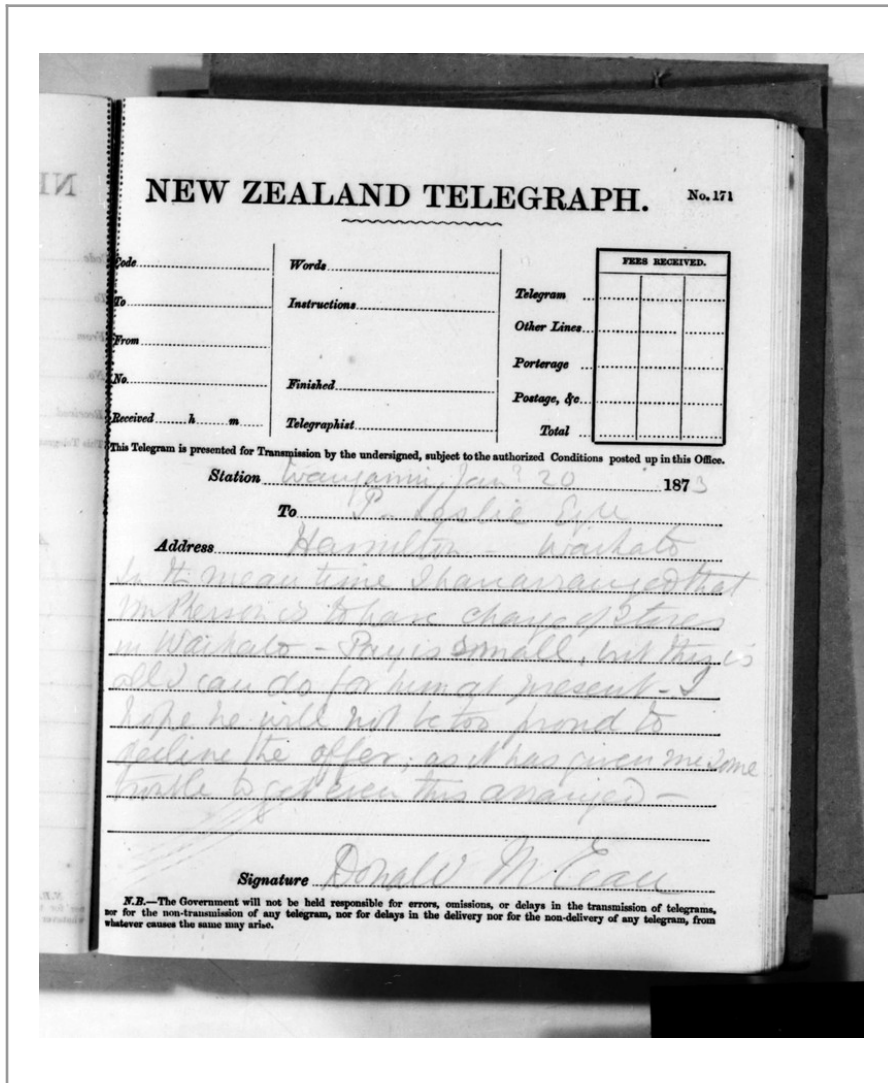 NEW ZEALAND TELEGRAPH.
No. 171
Code
To
From
No.
Received h m
Words
Instructions
Finished
Telegraphist
FEES RECEIVED.
Telegram
Other Lines
Porterage
Postage, &c
Total
This Telegram is presented for Transmission by the undersigned, subject to the authorized Conditions posted up in this Office.
Station Wanganui, Jany 20 1873
To P. Leslie Esqre
Address Hamilton - Waikato
In the mean time I have arranged that
McPherson is to have charge of Stores
in Waikato - Pay is small, but this is
all I can do for him at present - I
hope he will not be too proud to
decline the offer, as it has given me some
trouble to get even this arranged -
Signature Donald McLean
N.B.—The Government will not be held responsible for errors, omissions, or delays in the transmission of telegrams,
nor for the non-transmission of any telegram, nor for delays in the delivery nor for the non-delivery of any telegram, from
whatever causes the same may arise.